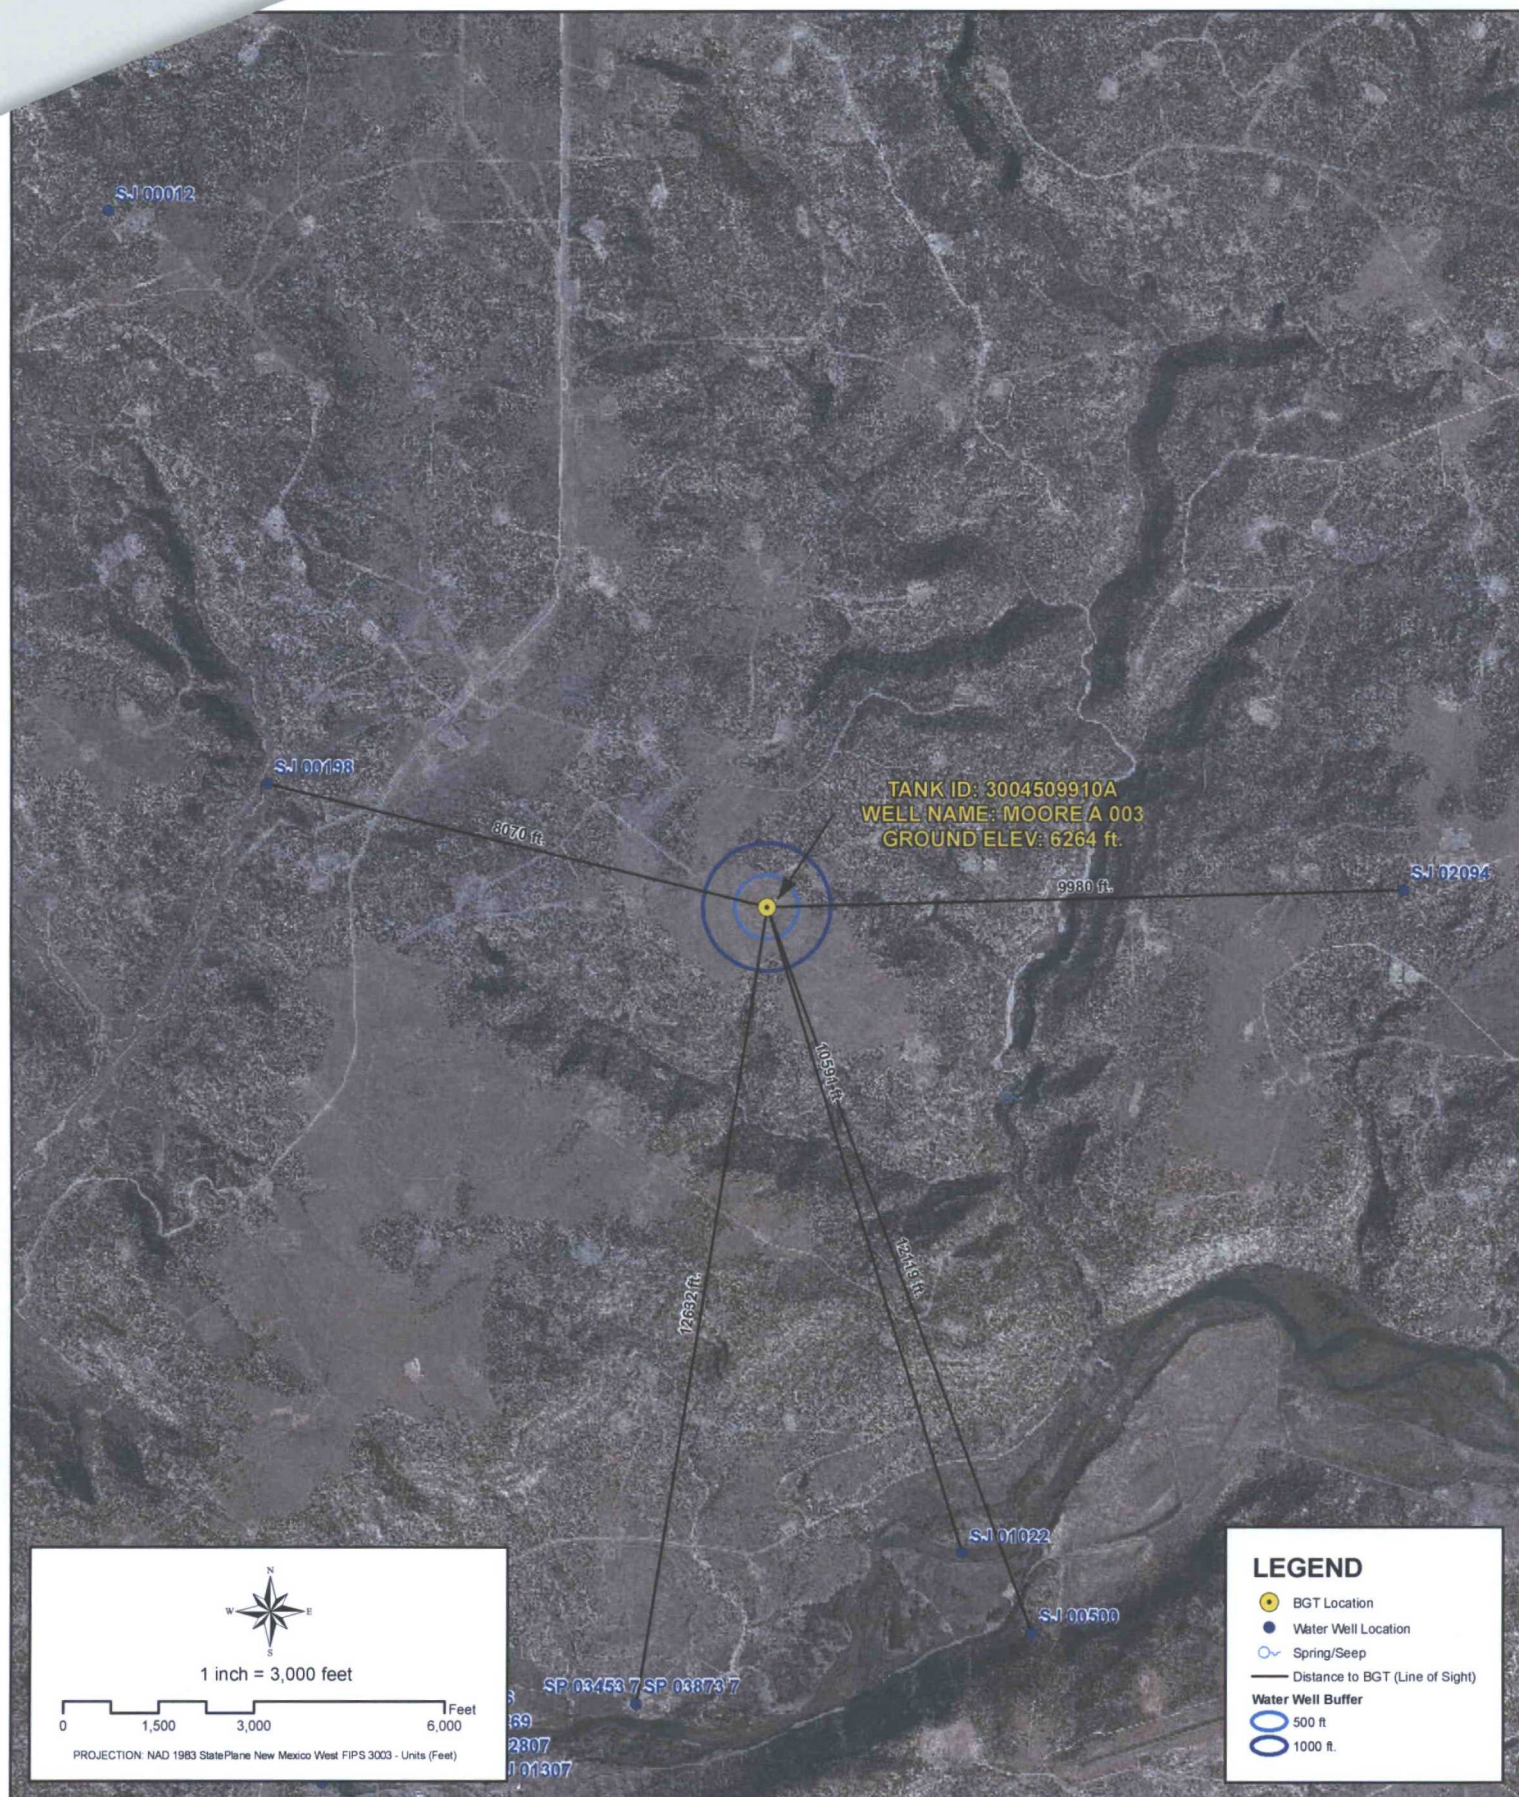 SJ 00012
SJ 00198
8070 ft.
TANK ID: 3004509910A
WELL NAME: MOORE A 003
GROUND ELEV: 6264 ft.
SJ 02094
9980 ft.
10591 ft.
12119 ft.
12632 ft.
SJ 01022
SJ 00500
SP 03453 7 SP 03873 7
69
2807
J 01307
N
W E
S
1 inch = 3,000 feet
Feet
0 1,500 3,000 6,000
PROJECTION: NAD 1983 StatePlane New Mexico West FIPS 3003 - Units (Feet)
LEGEND
BGT Location
Water Well Location
Spring/Seep
Distance to BGT (Line of Sight)
Water Well Buffer
500 ft
1000 ft.